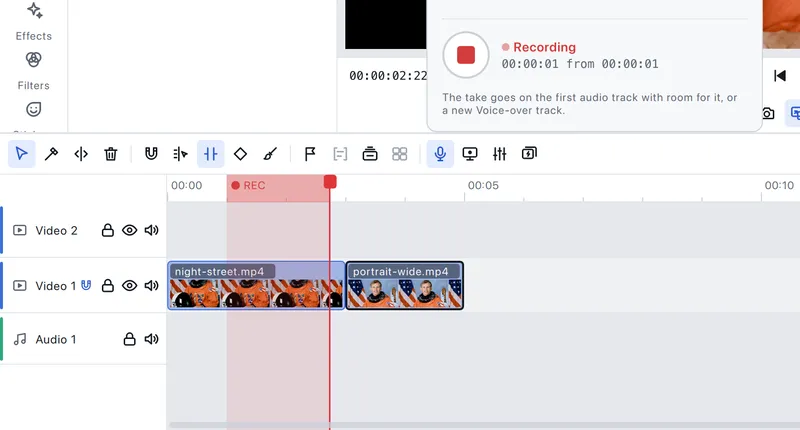 Effects
Filters
Recording
00:00:01 from 00:00:01
00:00:02:22
The take goes on the first audio track with room for it, or
a new Voice-over track.
00:00
REC
00:05
00:10
Video 2
Video 1
night-street.mp4
portrait-wide.mp4
Audio 1